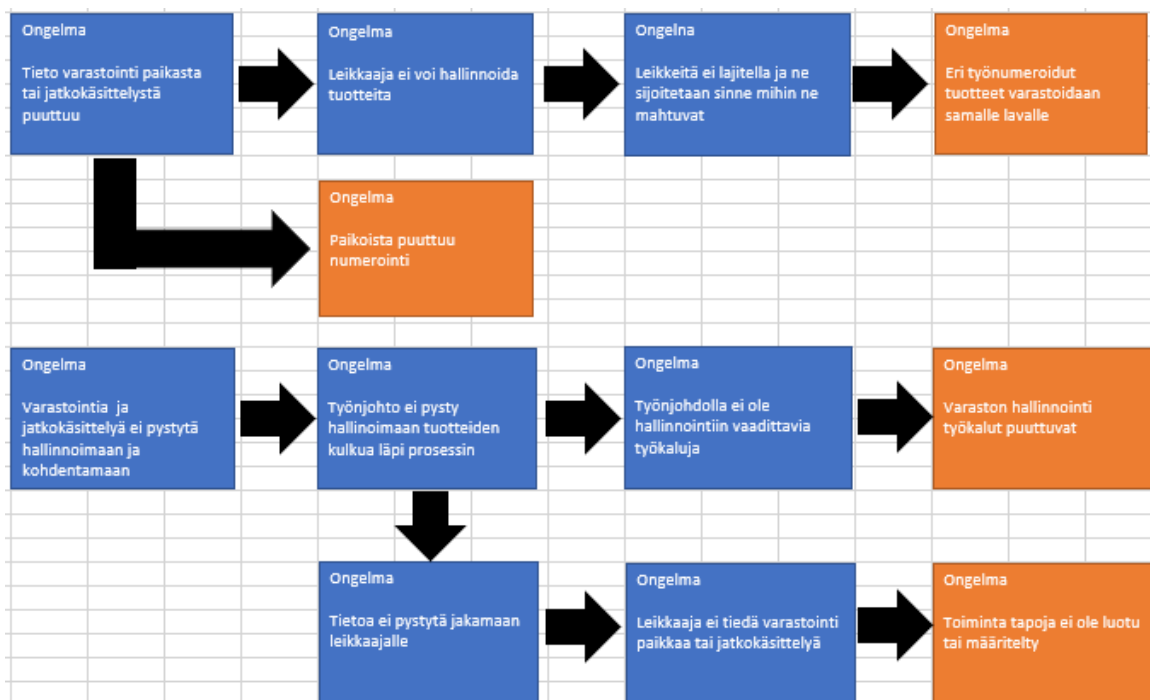 Ongelma
Tieto varastointi paikasta
tai jatkokäsittelystä
puuttuu
Ongelma
Leikkaaja ei voi hallinnoida
tuotteita
Ongelna
Leikkeitä ei lajitella ja ne
sijoitetaan sinne mihin ne
mahtuvat
Ongelma
Eri työnumeroidut
tuotteet varastoidaan
samalle lavalle
Ongelma
Paikoista puuttuu
numerointi
Ongelma
Varastointia ja
jatkokäsittelyä ei pystytä
hallinnoimaan ja
kohdentamaan
Ongelma
Työnjohto ei pysty
hallinoimaan tuotteiden
kulkua läpi prosessin
Ongelma
Työnjohdolla ei ole
hallinnointiin vaadittavia
työkaluja
Ongelma
Varaston hallinnointi
työkalut puuttuvat
Ongelma
Tietoa ei pystytä jakamaan
leikkaajalle
Ongelma
Leikkaaja ei tiedä varastointi
paikkaa tai jatkokäsittelyä
Ongelma
Toiminta tapoja ei ole luotu
tai määritelty